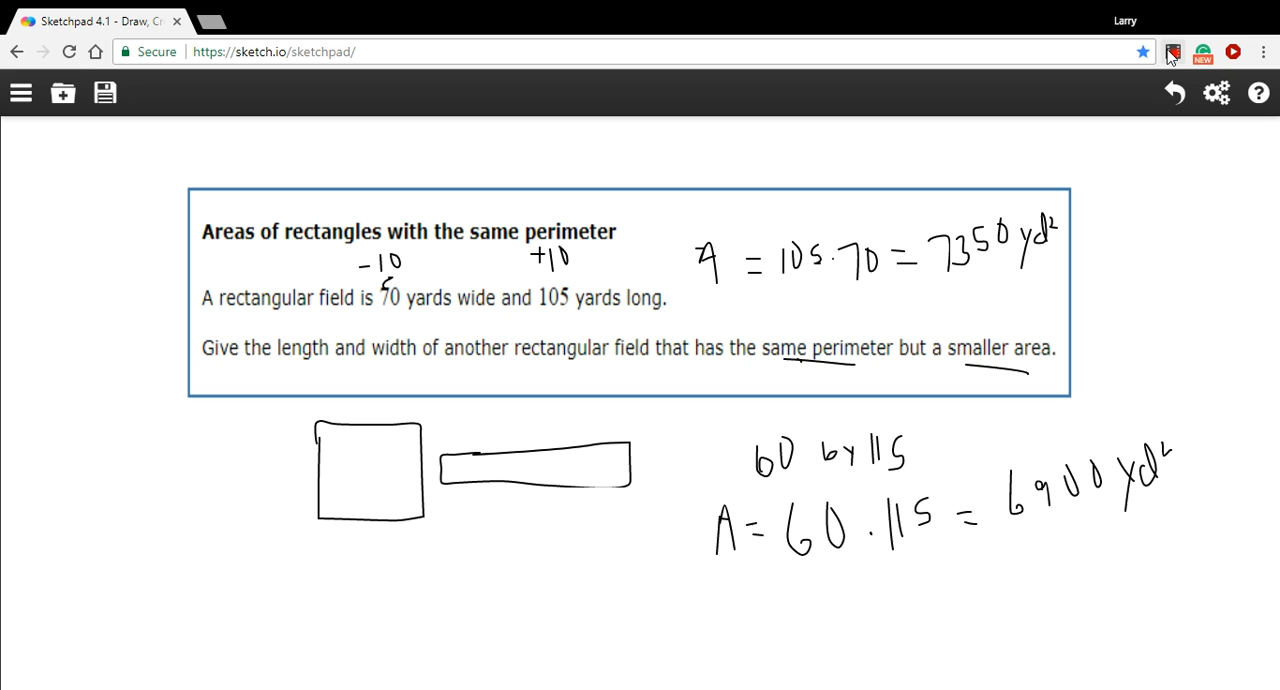 Sketchpad 4.1 - Draw, Cr
Larry
Secure https://sketch.io/sketchpad/
NEW
Areas of rectangles with the same perimeter
A = 105.70 = 7350 yd²
-10 +10
A rectangular field is 70 yards wide and 105 yards long.
Give the length and width of another rectangular field that has the same perimeter but a smaller area.
60 by 115
A = 60.115 = 6900 yd²